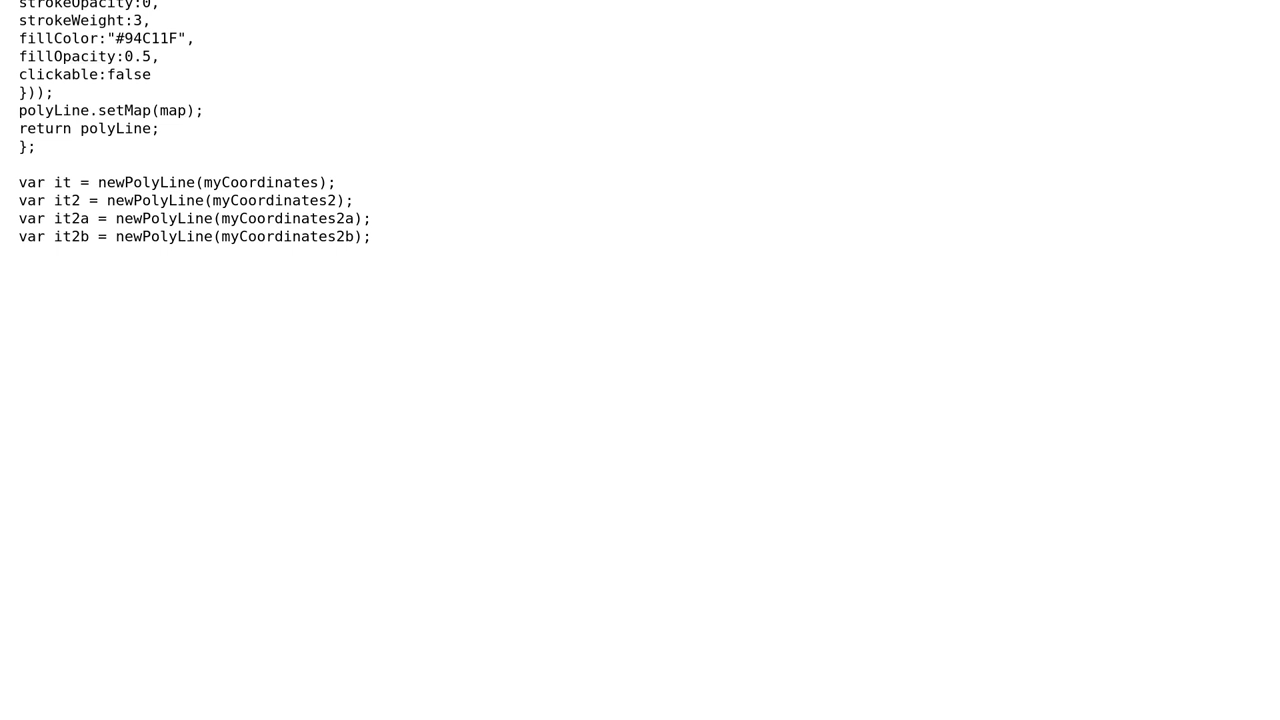 strokeOpacity:0,
strokeWeight:3,
fillColor:"#94C11F",
fillOpacity:0.5,
clickable:false
}));
polyLine.setMap(map);
return polyLine;
};

var it = newPolyLine(myCoordinates);
var it2 = newPolyLine(myCoordinates2);
var it2a = newPolyLine(myCoordinates2a);
var it2b = newPolyLine(myCoordinates2b);